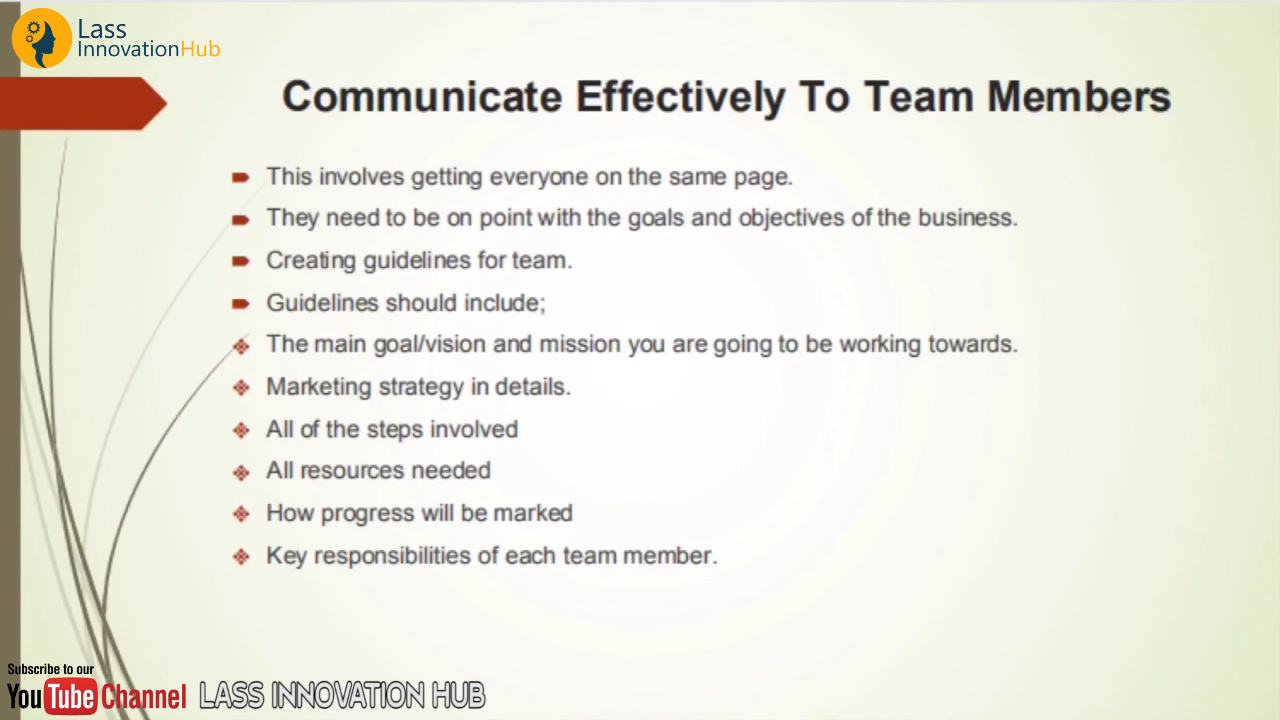 Lass
InnovationHub
Communicate Effectively To Team Members
This involves getting everyone on the same page.
They need to be on point with the goals and objectives of the business.
Creating guidelines for team.
Guidelines should include;
The main goal/vision and mission you are going to be working towards.
Marketing strategy in details.
All of the steps involved
All resources needed
How progress will be marked
Key responsibilities of each team member.
Subscribe to our
YouTube Channel LASS INNOVATION HUB